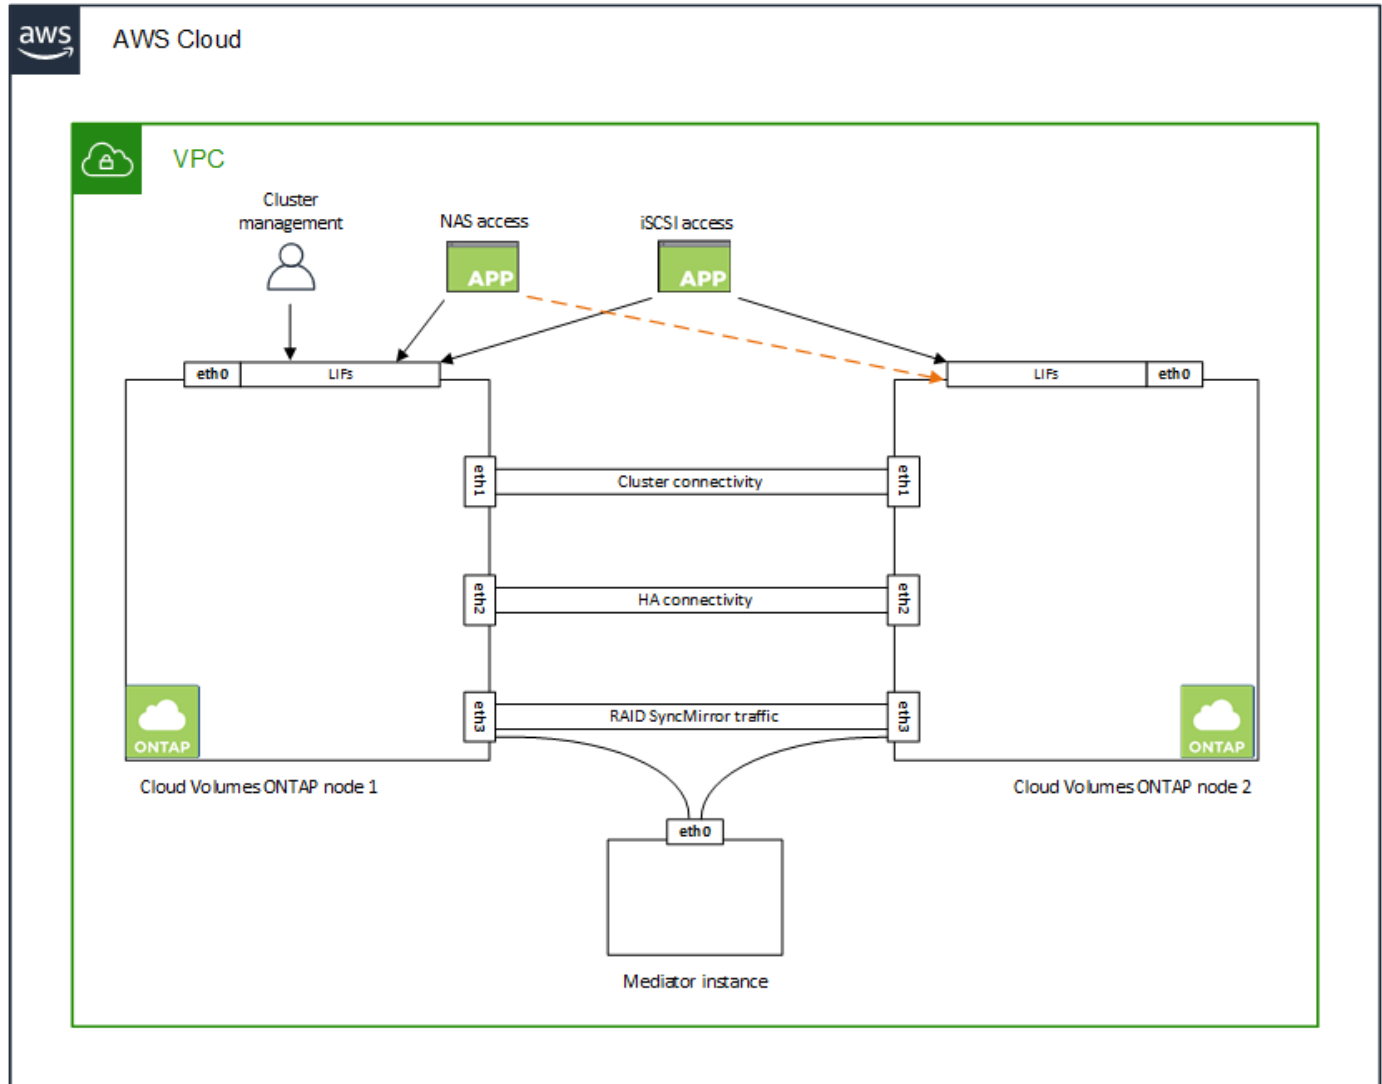 aws
AWS Cloud
VPC
Cluster
management
NAS access
iSCSI access
APP
APP
eth0
LIFs
LIFs
eth0
eth1
Cluster connectivity
eth1
eth2
HA connectivity
eth2
eth3
RAID SyncMirror traffic
eth3
ONTAP
ONTAP
Cloud Volumes ONTAP node 1
Cloud Volumes ONTAP node 2
eth0
Mediator instance